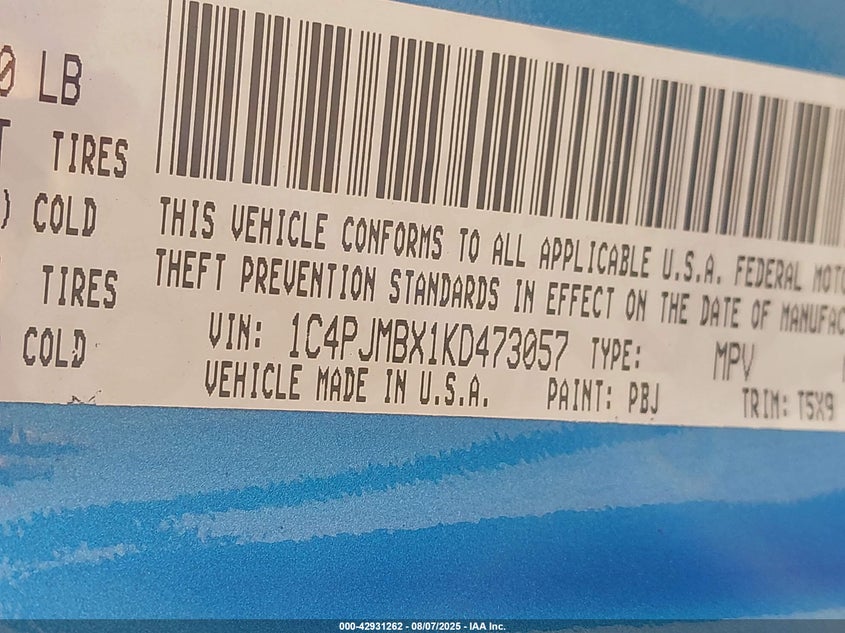 0 LB
TIRES
) COLD
TIRES
COLD
THIS VEHICLE CONFORMS TO ALL APPLICABLE U.S.A. FEDERAL MOTO
THEFT PREVENTION STANDARDS IN EFFECT ON THE DATE OF MANUFAC
VIN: 1C4PJMBX1KD473057 TYPE: MPV
VEHICLE MADE IN U.S.A. PAINT: PBJ TRIM: T5X9
000-42931262 - 08/07/2025 - IAA Inc.